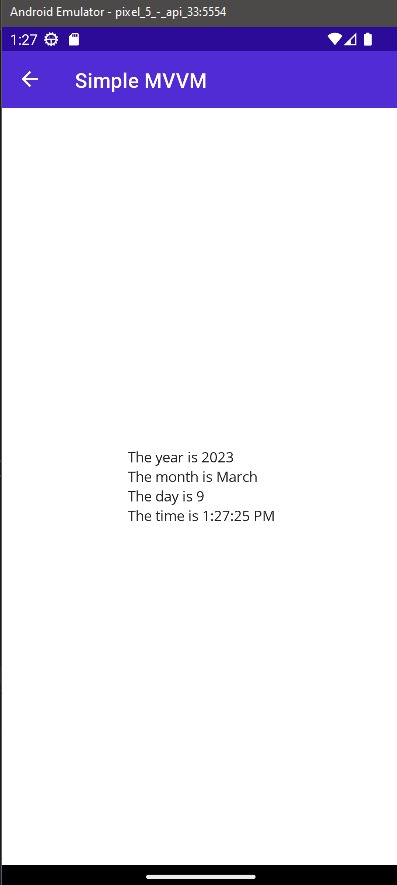 Android Emulator - pixel_5_-_api_33:5554
1:27
Simple MVVM
The year is 2023
The month is March
The day is 9
The time is 1:27:25 PM